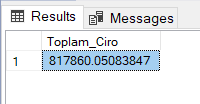 Results Messages
Toplam_Ciro
1 817860.05083847